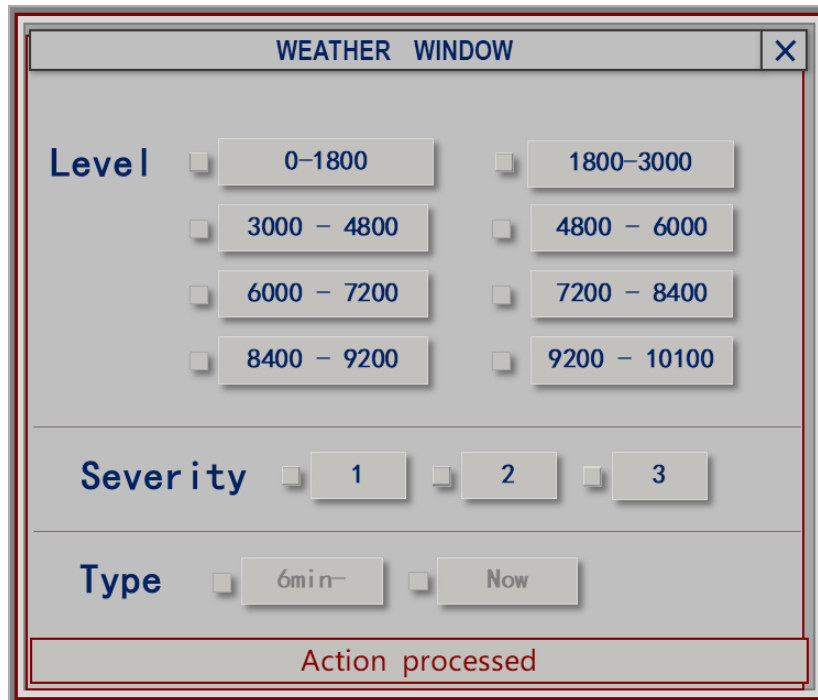 WEATHER WINDOW X
Level 0-1800 1800-3000
3000 - 4800 4800 - 6000
6000 - 7200 7200 - 8400
8400 - 9200 9200 - 10100
Severity 1 2 3
Type 6min- Now
Action processed